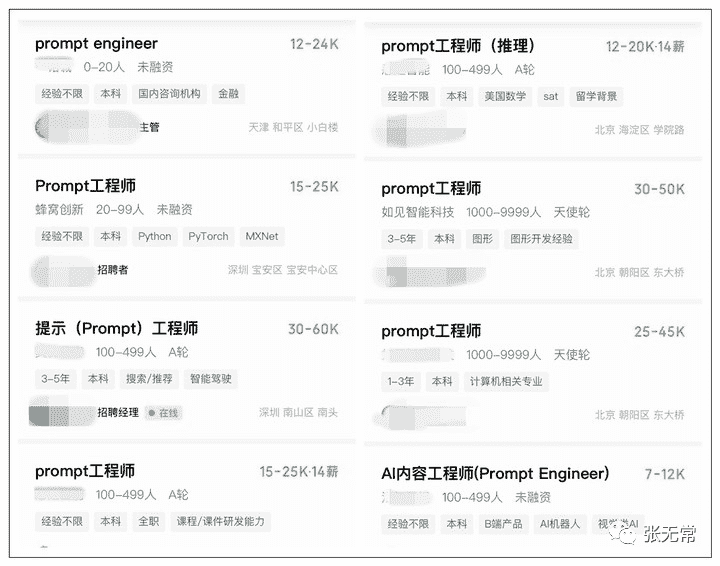 prompt engineer 12-24K
0-20人 未融资
经验不限 本科 国内咨询机构 金融
主管 天津 和平区 小白楼
Prompt工程师 15-25K
蜂窝创新 20-99人 未融资
经验不限 本科 Python PyTorch MXNet
招聘者 深圳 宝安区 宝安中心区
提示（Prompt）工程师 30-60K
100-499人 A轮
3-5年 本科 搜索/推荐 智能驾驶
招聘经理 在线 深圳 南山区 南头
prompt工程师 15-25K·14薪
100-499人 A轮
经验不限 本科 全职 课程/课件研发能力
prompt工程师（推理） 12-20K·14薪
100-499人 A轮
经验不限 本科 美国数学 sat 留学背景
北京 海淀区 学院路
prompt工程师 30-50K
如见智能科技 1000-9999人 天使轮
3-5年 本科 图形 图形开发经验
北京 朝阳区 东大桥
prompt工程师 25-45K
1000-9999人 天使轮
1-3年 本科 计算机相关专业
北京 朝阳区 东大桥
AI内容工程师(Prompt Engineer) 7-12K
100-499人 未融资
经验不限 本科 B端产品 AI机器人
张无常